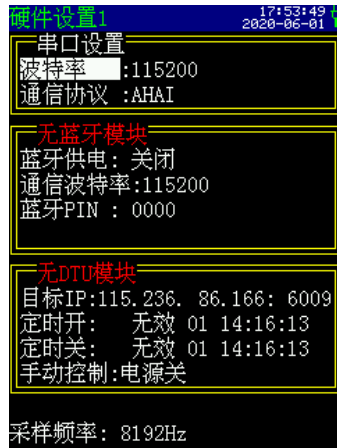 硬件设置1
17:53:49
2020-06-01
串口设置
波特率 :115200
通信协议 :AHAI
无蓝牙模块
蓝牙供电: 关闭
通信波特率:115200
蓝牙PIN : 0000
无DTU模块
目标IP:115.236. 86.166: 6009
定时开: 无效 01 14:16:13
定时关: 无效 01 14:16:13
手动控制:电源关
采样频率: 8192Hz